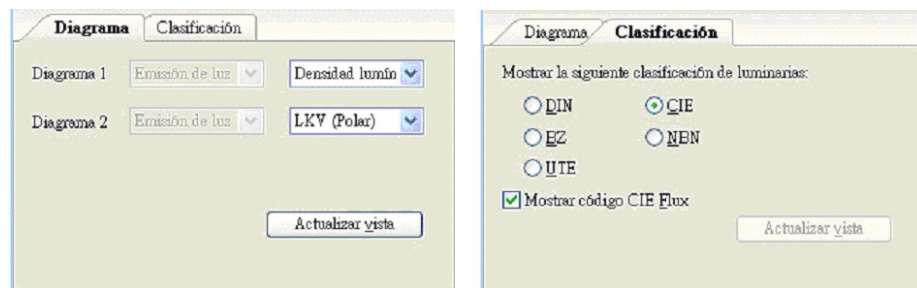 Diagrama Clasificación
Diagrama 1 Emisión de luz Densidad lumín
Diagrama 2 Emisión de luz LKV (Polar)
Actualizar vista
Diagrama Clasificación
Mostrar la siguiente clasificación de luminarias:
DIN CIE
BZ NBN
UTE
Mostrar código CIE Flux
Actualizar vista